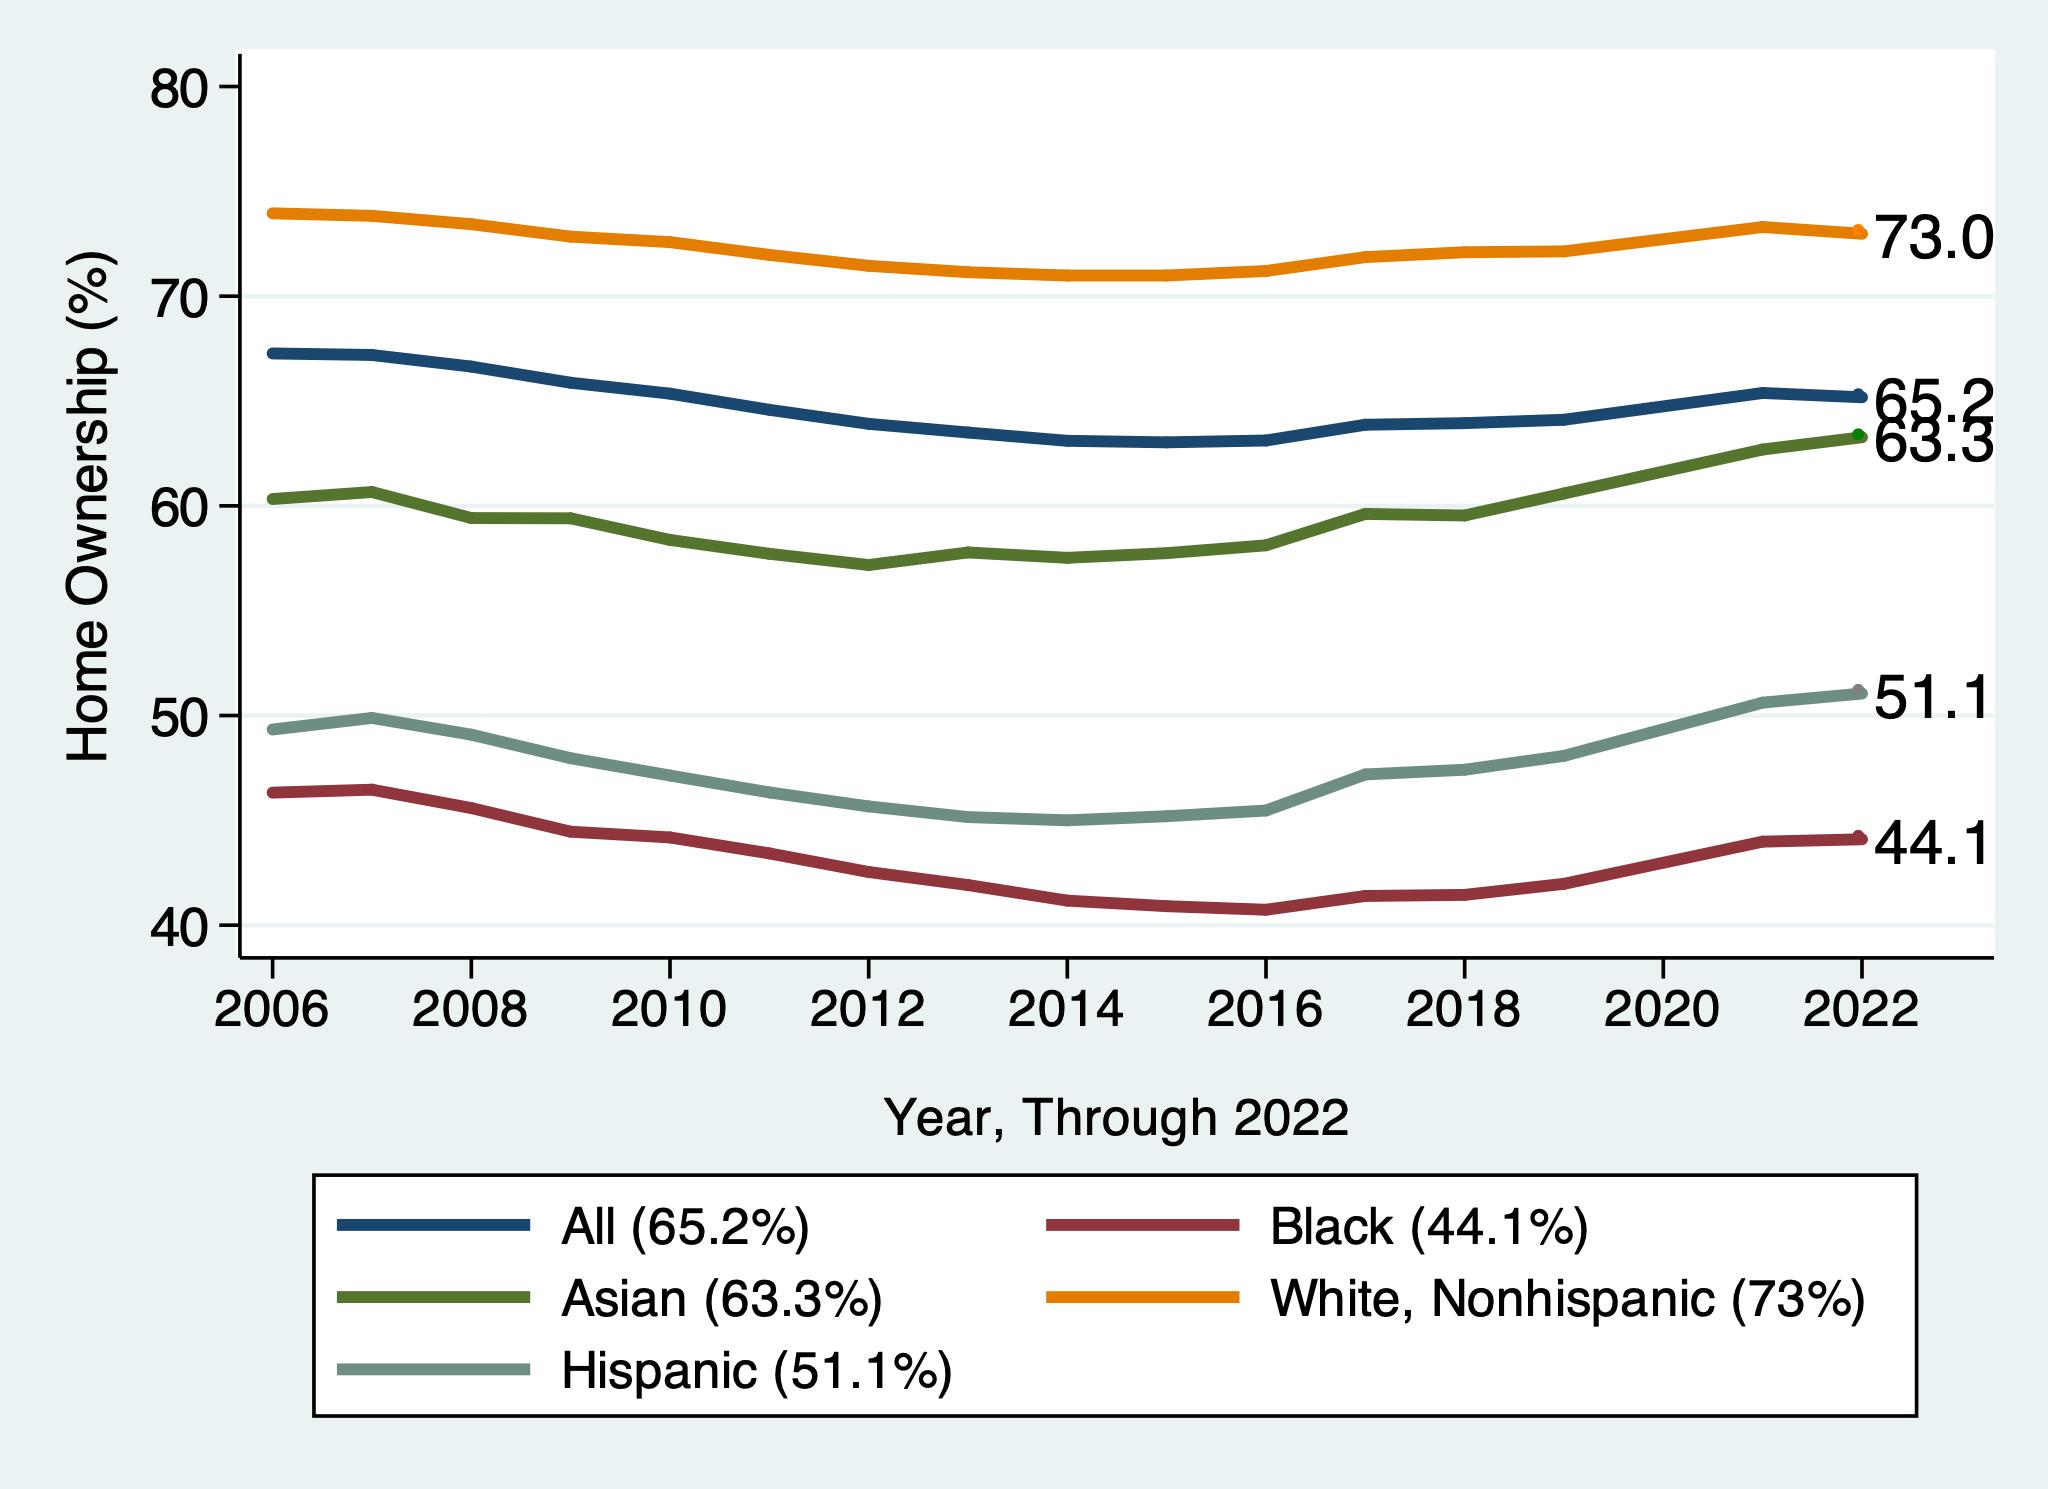 80
70
60
50
40
Home Ownership (%)
73.0
65.2
63.3
51.1
44.1
2006 2008 2010 2012 2014 2016 2018 2020 2022
Year, Through 2022
All (65.2%) Black (44.1%)
Asian (63.3%) White, Nonhispanic (73%)
Hispanic (51.1%)